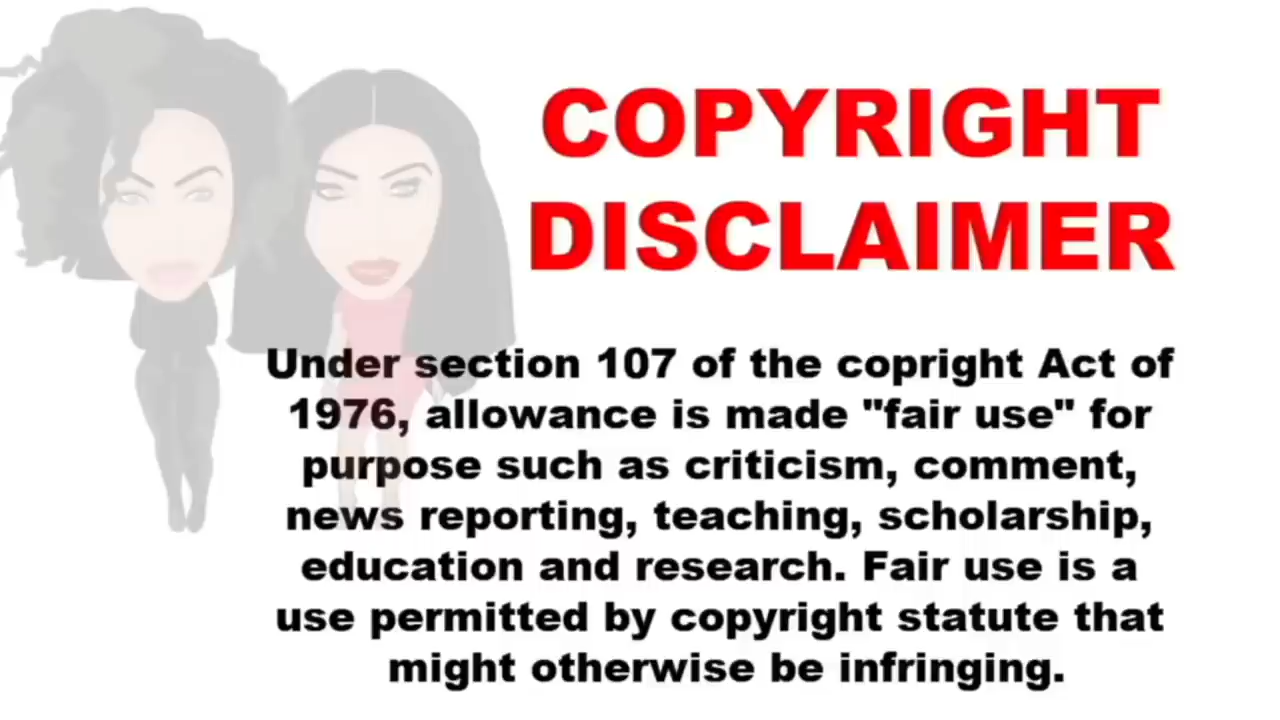 COPYRIGHT
DISCLAIMER
Under section 107 of the copright Act of
1976, allowance is made "fair use" for
purpose such as criticism, comment,
news reporting, teaching, scholarship,
education and research. Fair use is a
use permitted by copyright statute that
might otherwise be infringing.